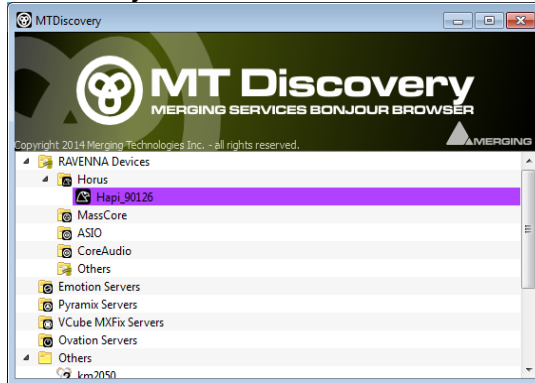 MTDiscovery
MT Discovery
MERGING SERVICES BONJOUR BROWSER
Copyright 2014 Merging Technologies Inc. - all rights reserved.
MERGING
RAVENNA Devices
Horus
Hapi_90126
MassCore
ASIO
CoreAudio
Others
Emotion Servers
Pyramix Servers
VCube MXFix Servers
Ovation Servers
Others
km2050